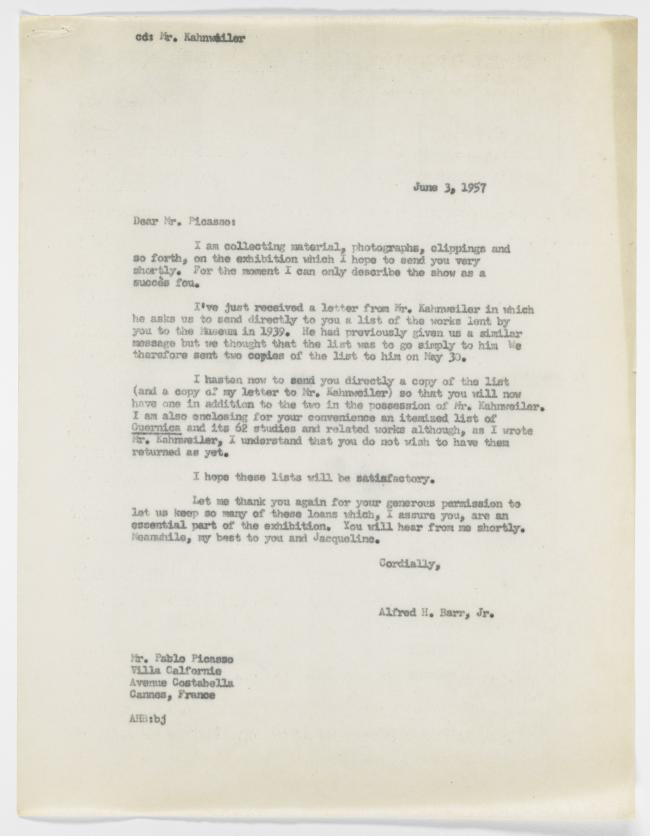 cd: Mr. Kahnweiler
June 3, 1957
Dear Mr. Picasso:
I am collecting material, photographs, clippings and
so forth, on the exhibition which I hope to send you very
shortly. For the moment I can only describe the show as a
succès fou.
I've just received a letter from Mr. Kahnweiler in which
he asks us to send directly to you a list of the works lent by
you to the Museum in 1939. He had previously given us a similar
message but we thought that the list was to go simply to him We
therefore sent two copies of the list to him on May 30.
I hasten now to send you directly a copy of the list
(and a copy of my letter to Mr. Kahnweiler) so that you will now
have one in addition to the two in the possession of Mr. Kahnweiler.
I am also enclosing for your convenience an itemized list of
Guernica and its 62 studies and related works although, as I wrote
Mr. Kahnweiler, I understand that you do not wish to have them
returned as yet.
I hope these lists will be satisfactory.
Let me thank you again for your generous permission to
let us keep so many of these loans which, I assure you, are an
essential part of the exhibition. You will hear from me shortly.
Meanwhile, my best to you and Jacqueline.
Cordially,
Alfred H. Barr, Jr.
Mr. Pablo Picasso
Villa Calfornie
Avenue Costabella
Cannes, France
AHB:bj